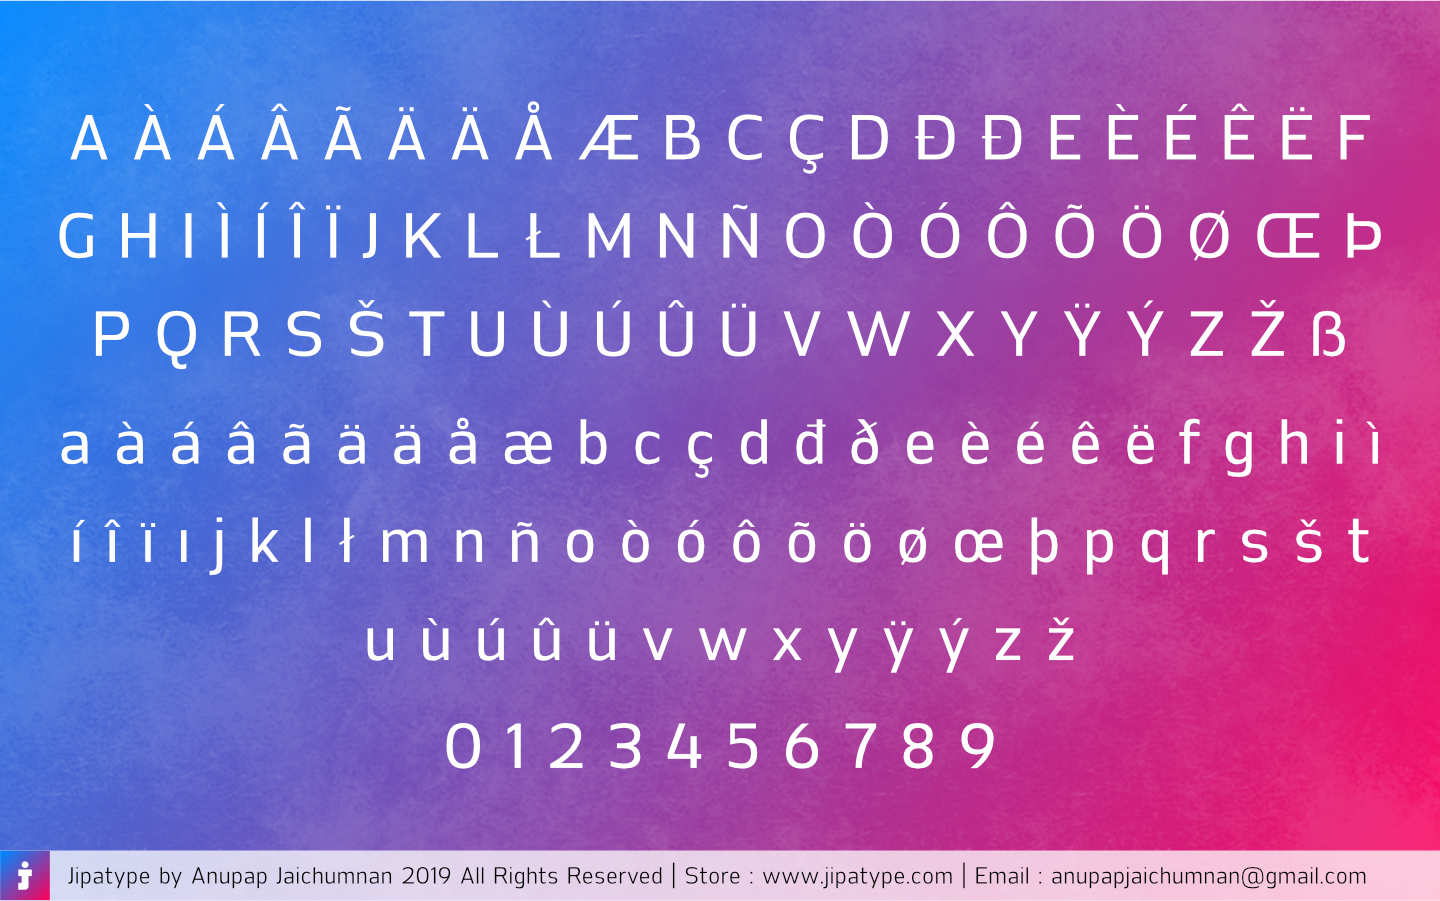 A À Á Â Ã Ä Ä Å Æ B C Ç D Đ Đ E È É Ê Ë F
G H I Ì Í Î Ï J K L Ł M N Ñ O Ò Ó Ô Õ Ö Ø Œ Þ
P Q R S Š T U Ù Ú Û Ü V W X Y Ÿ Ý Z Ž ß
a à á â ã ä ä å æ b c ç d đ ð e è é ê ë f g h i ì
í î ï ı j k l ł m n ñ o ò ó ô õ ö ø œ þ p q r s š t
u ù ú û ü v w x y ÿ ý z ž
0 1 2 3 4 5 6 7 8 9
Jipatype by Anupap Jaichumnan 2019 All Rights Reserved | Store : www.jipatype.com | Email : anupapjaichumnan@gmail.com